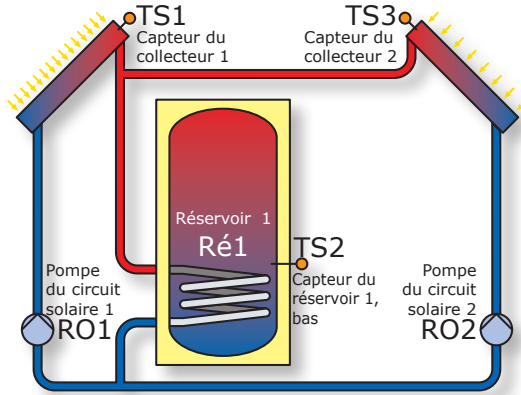 TS1
Capteur du
collecteur 1
TS3
Capteur du
collecteur 2
Réservoir 1
Ré1
TS2
Capteur du
réservoir 1,
bas
Pompe
du circuit
solaire 1
RO1
Pompe
du circuit
solaire 2
RO2